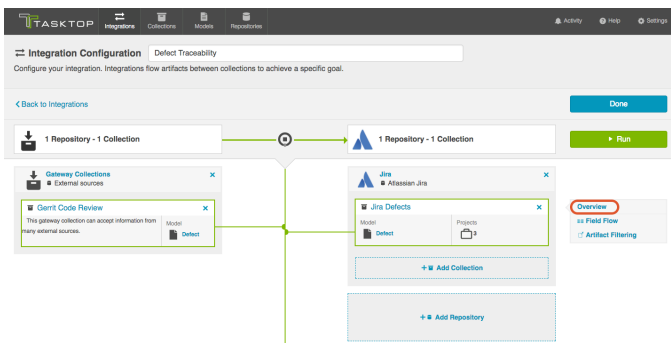 TASKTOP
Integrations
Collections
Models
Repositories
Activity
Help
Settings
Integration Configuration
Defect Traceability
Configure your integration. Integrations flow artifacts between collections to achieve a specific goal.
Back to Integrations
Done
1 Repository - 1 Collection
1 Repository - 1 Collection
Run
Gateway Collections
External sources
Jira
Atlassian Jira
Gerrit Code Review
This gateway collection can accept information from
many external sources.
Model
Defect
Jira Defects
Model
Defect
Projects
3
+ Add Collection
+ Add Repository
Overview
Field Flow
Artifact Filtering